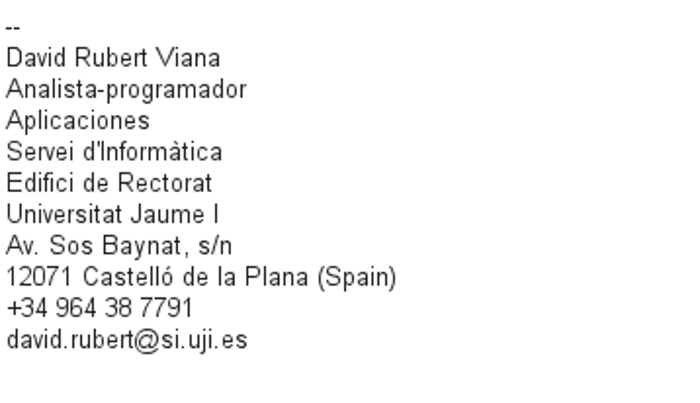 --
David Rubert Viana
Analista-programador
Aplicaciones
Servei d'Informàtica
Edifici de Rectorat
Universitat Jaume I
Av. Sos Baynat, s/n
12071 Castelló de la Plana (Spain)
+34 964 38 7791
david.rubert@si.uji.es